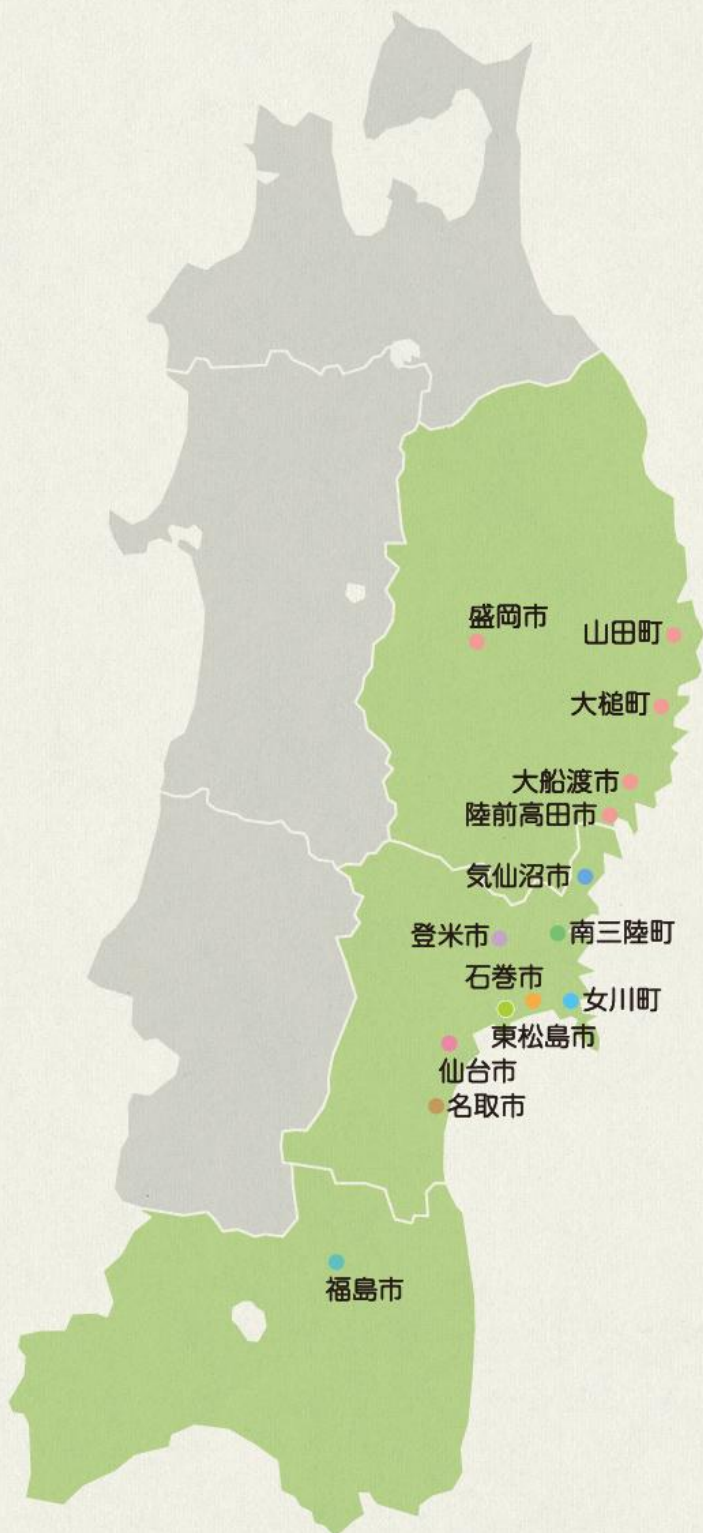 盛岡市
山田町
大槌町
大船渡市
陸前高田市
気仙沼市
登米市
南三陸町
石巻市
女川町
東松島市
仙台市
名取市
福島市